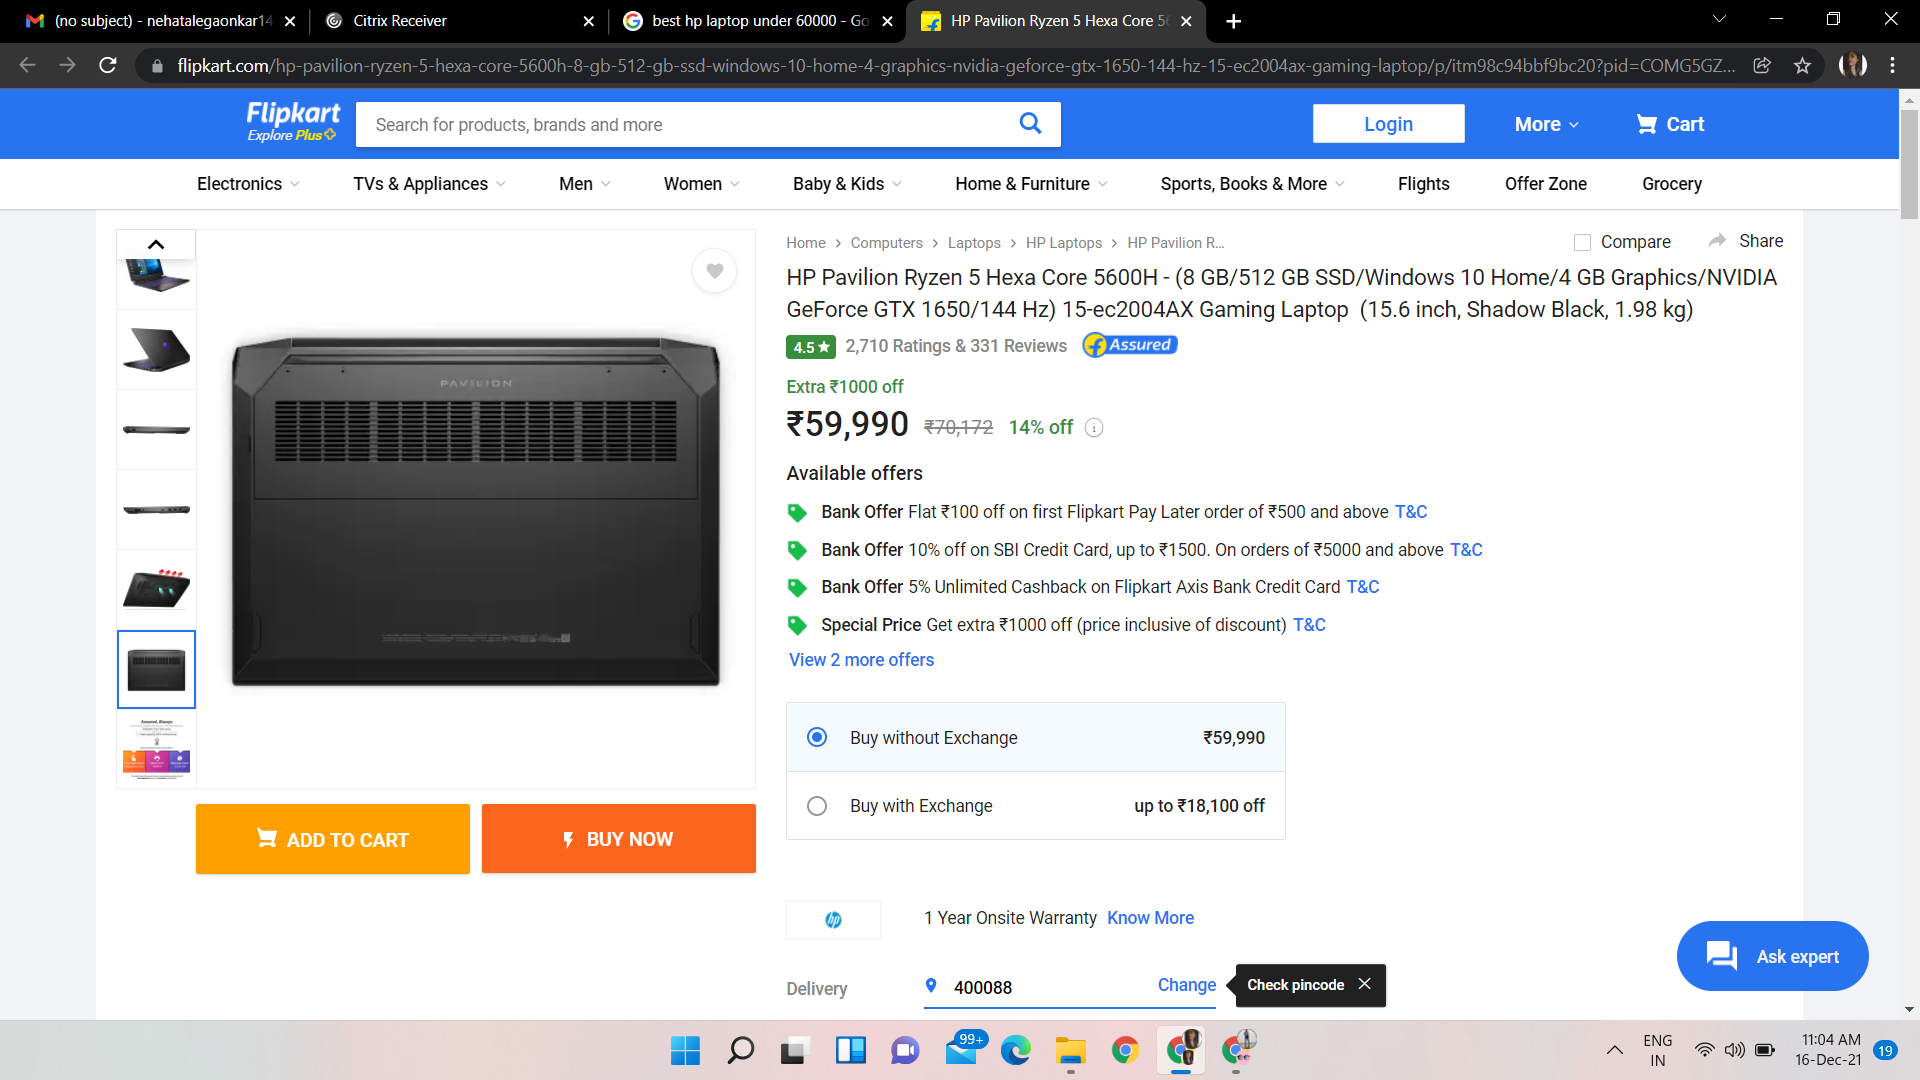 (no subject) - nehatalegaonkar14
Citrix Receiver
best hp laptop under 60000 - Go
HP Pavilion Ryzen 5 Hexa Core 56
flipkart.com/hp-pavilion-ryzen-5-hexa-core-5600h-8-gb-512-gb-ssd-windows-10-home-4-graphics-nvidia-geforce-gtx-1650-144-hz-15-ec2004ax-gaming-laptop/p/itm98c94bbf9bc20?pid=COMG5GZ...
Flipkart
Explore Plus
Search for products, brands and more
Login
More
Cart
Electronics
TVs & Appliances
Men
Women
Baby & Kids
Home & Furniture
Sports, Books & More
Flights
Offer Zone
Grocery
Home > Computers > Laptops > HP Laptops > HP Pavilion R...
Compare
Share
HP Pavilion Ryzen 5 Hexa Core 5600H - (8 GB/512 GB SSD/Windows 10 Home/4 GB Graphics/NVIDIA
GeForce GTX 1650/144 Hz) 15-ec2004AX Gaming Laptop (15.6 inch, Shadow Black, 1.98 kg)
4.5★ 2,710 Ratings & 331 Reviews
Assured
Extra ₹1000 off
₹59,990 ₹70,172 14% off
Available offers
Bank Offer Flat ₹100 off on first Flipkart Pay Later order of ₹500 and above T&C
Bank Offer 10% off on SBI Credit Card, up to ₹1500. On orders of ₹5000 and above T&C
Bank Offer 5% Unlimited Cashback on Flipkart Axis Bank Credit Card T&C
Special Price Get extra ₹1000 off (price inclusive of discount) T&C
View 2 more offers
PAVILION
Buy without Exchange ₹59,990
Buy with Exchange up to ₹18,100 off
Assured, Always
ADD TO CART
BUY NOW
hp
1 Year Onsite Warranty Know More
Delivery
400088
Change
Check pincode
Ask expert
99+
ENG
IN
11:04 AM
16-Dec-21
19